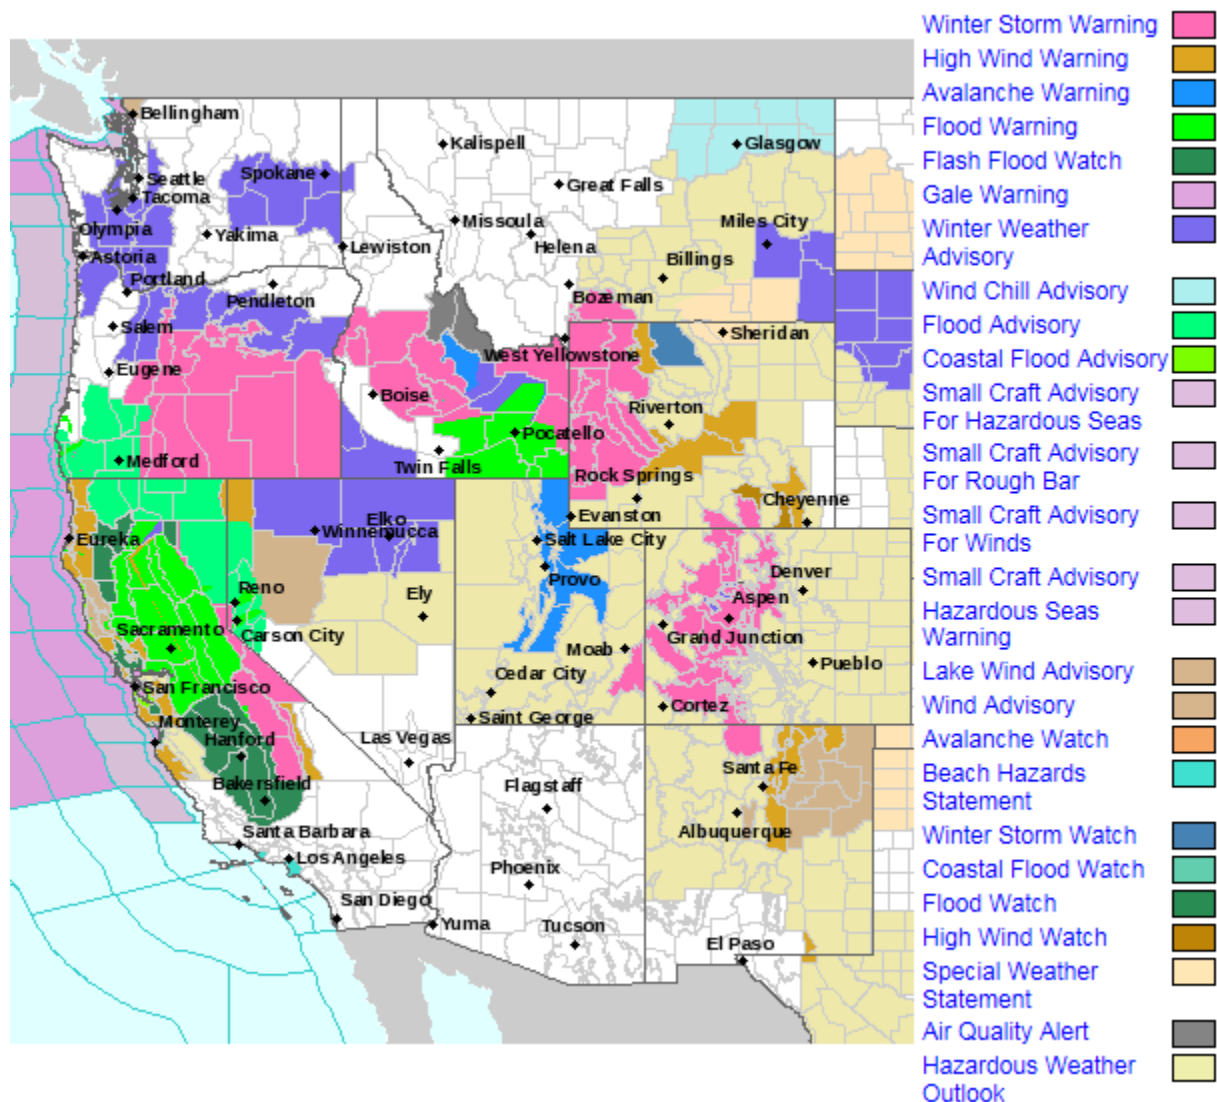 Winter Storm Warning
High Wind Warning
Avalanche Warning
Flood Warning
Flash Flood Watch
Gale Warning
Winter Weather
Advisory
Wind Chill Advisory
Flood Advisory
Coastal Flood Advisory
Small Craft Advisory
For Hazardous Seas
Small Craft Advisory
For Rough Bar
Small Craft Advisory
For Winds
Small Craft Advisory
Hazardous Seas
Warning
Lake Wind Advisory
Wind Advisory
Avalanche Watch
Beach Hazards
Statement
Winter Storm Watch
Coastal Flood Watch
Flood Watch
High Wind Watch
Special Weather
Statement
Air Quality Alert
Hazardous Weather
Outlook
Bellingham
Kalispell
Glasgow
Spokane
Seattle
Great Falls
Tacoma
Missoula
Miles City
Olympia
Yakima
Helena
Lewiston
Astoria
Billings
Portland
Pendleton
Bozeman
Salem
Sheridan
West Yellowstone
Eugene
Boise
Riverton
Pocatello
Medford
Twin Falls
Rock Springs
Cheyenne
Evanston
Elko
Winnemucca
Eureka
Salt Lake City
Provo
Denver
Reno
Ely
Aspen
Sacramento
Carson City
Grand Junction
Moab
Pueblo
Cedar City
San Francisco
Cortez
Saint George
Monterey
Hanford
Las Vegas
Santa Fe
Bakersfield
Flagstaff
Santa Barbara
Albuquerque
Los Angeles
Phoenix
San Diego
Yuma
Tucson
El Paso